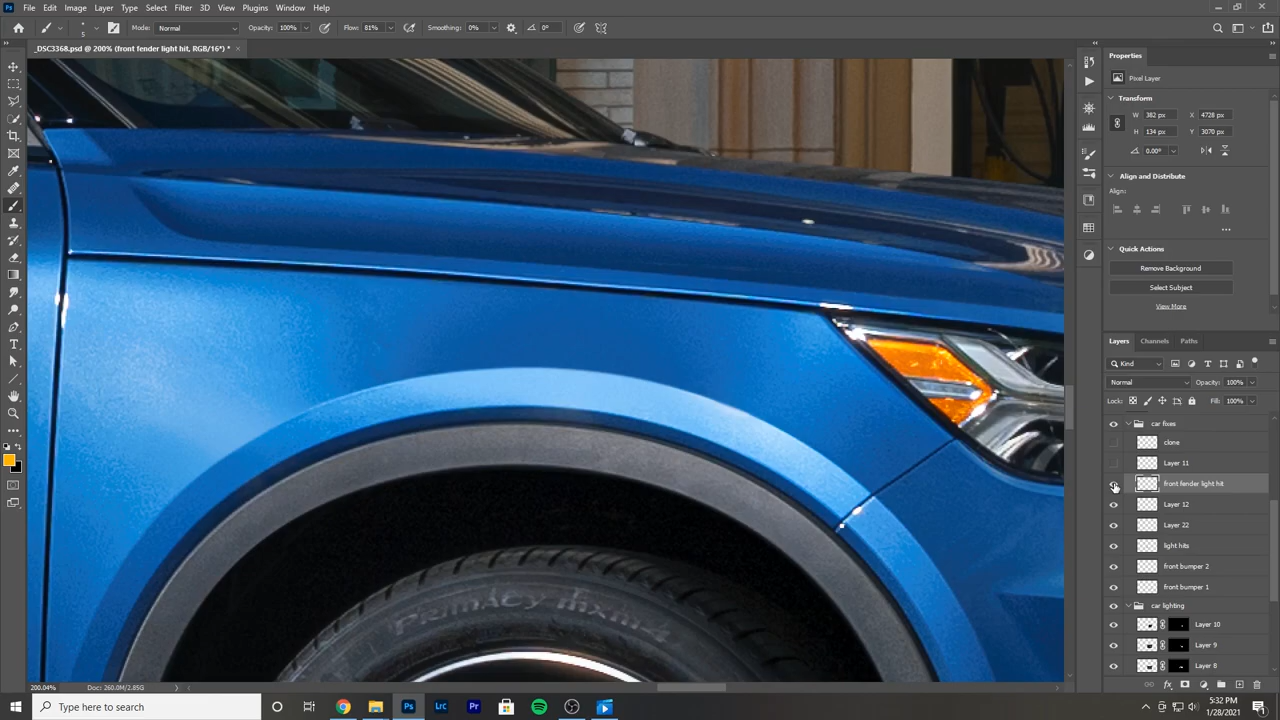 File Edit Image Layer Type Select Filter 3D View Plugins Window Help
5 Mode: Normal Opacity: 100% Flow: 81% Smoothing: 0% 0°
_DSC3368.psd @ 200% (front fender light hit, RGB/16*) *
Properties
Pixel Layer
Transform
W 382 px X 4728 px
H 134 px Y 3070 px
0.00°
Align and Distribute
Align:
Quick Actions
Remove Background
Select Subject
View More
Layers Channels Paths
Kind
Normal Opacity: 100%
Lock: Fill: 100%
car fixes
clone
Layer 11
front fender light hit
Layer 12
Layer 22
light hits
front bumper 2
front bumper 1
car lighting
Layer 10
Layer 9
Layer 8
200.04% Doc: 260.0M/2.85G
Type here to search
5:32 PM
1/28/2021